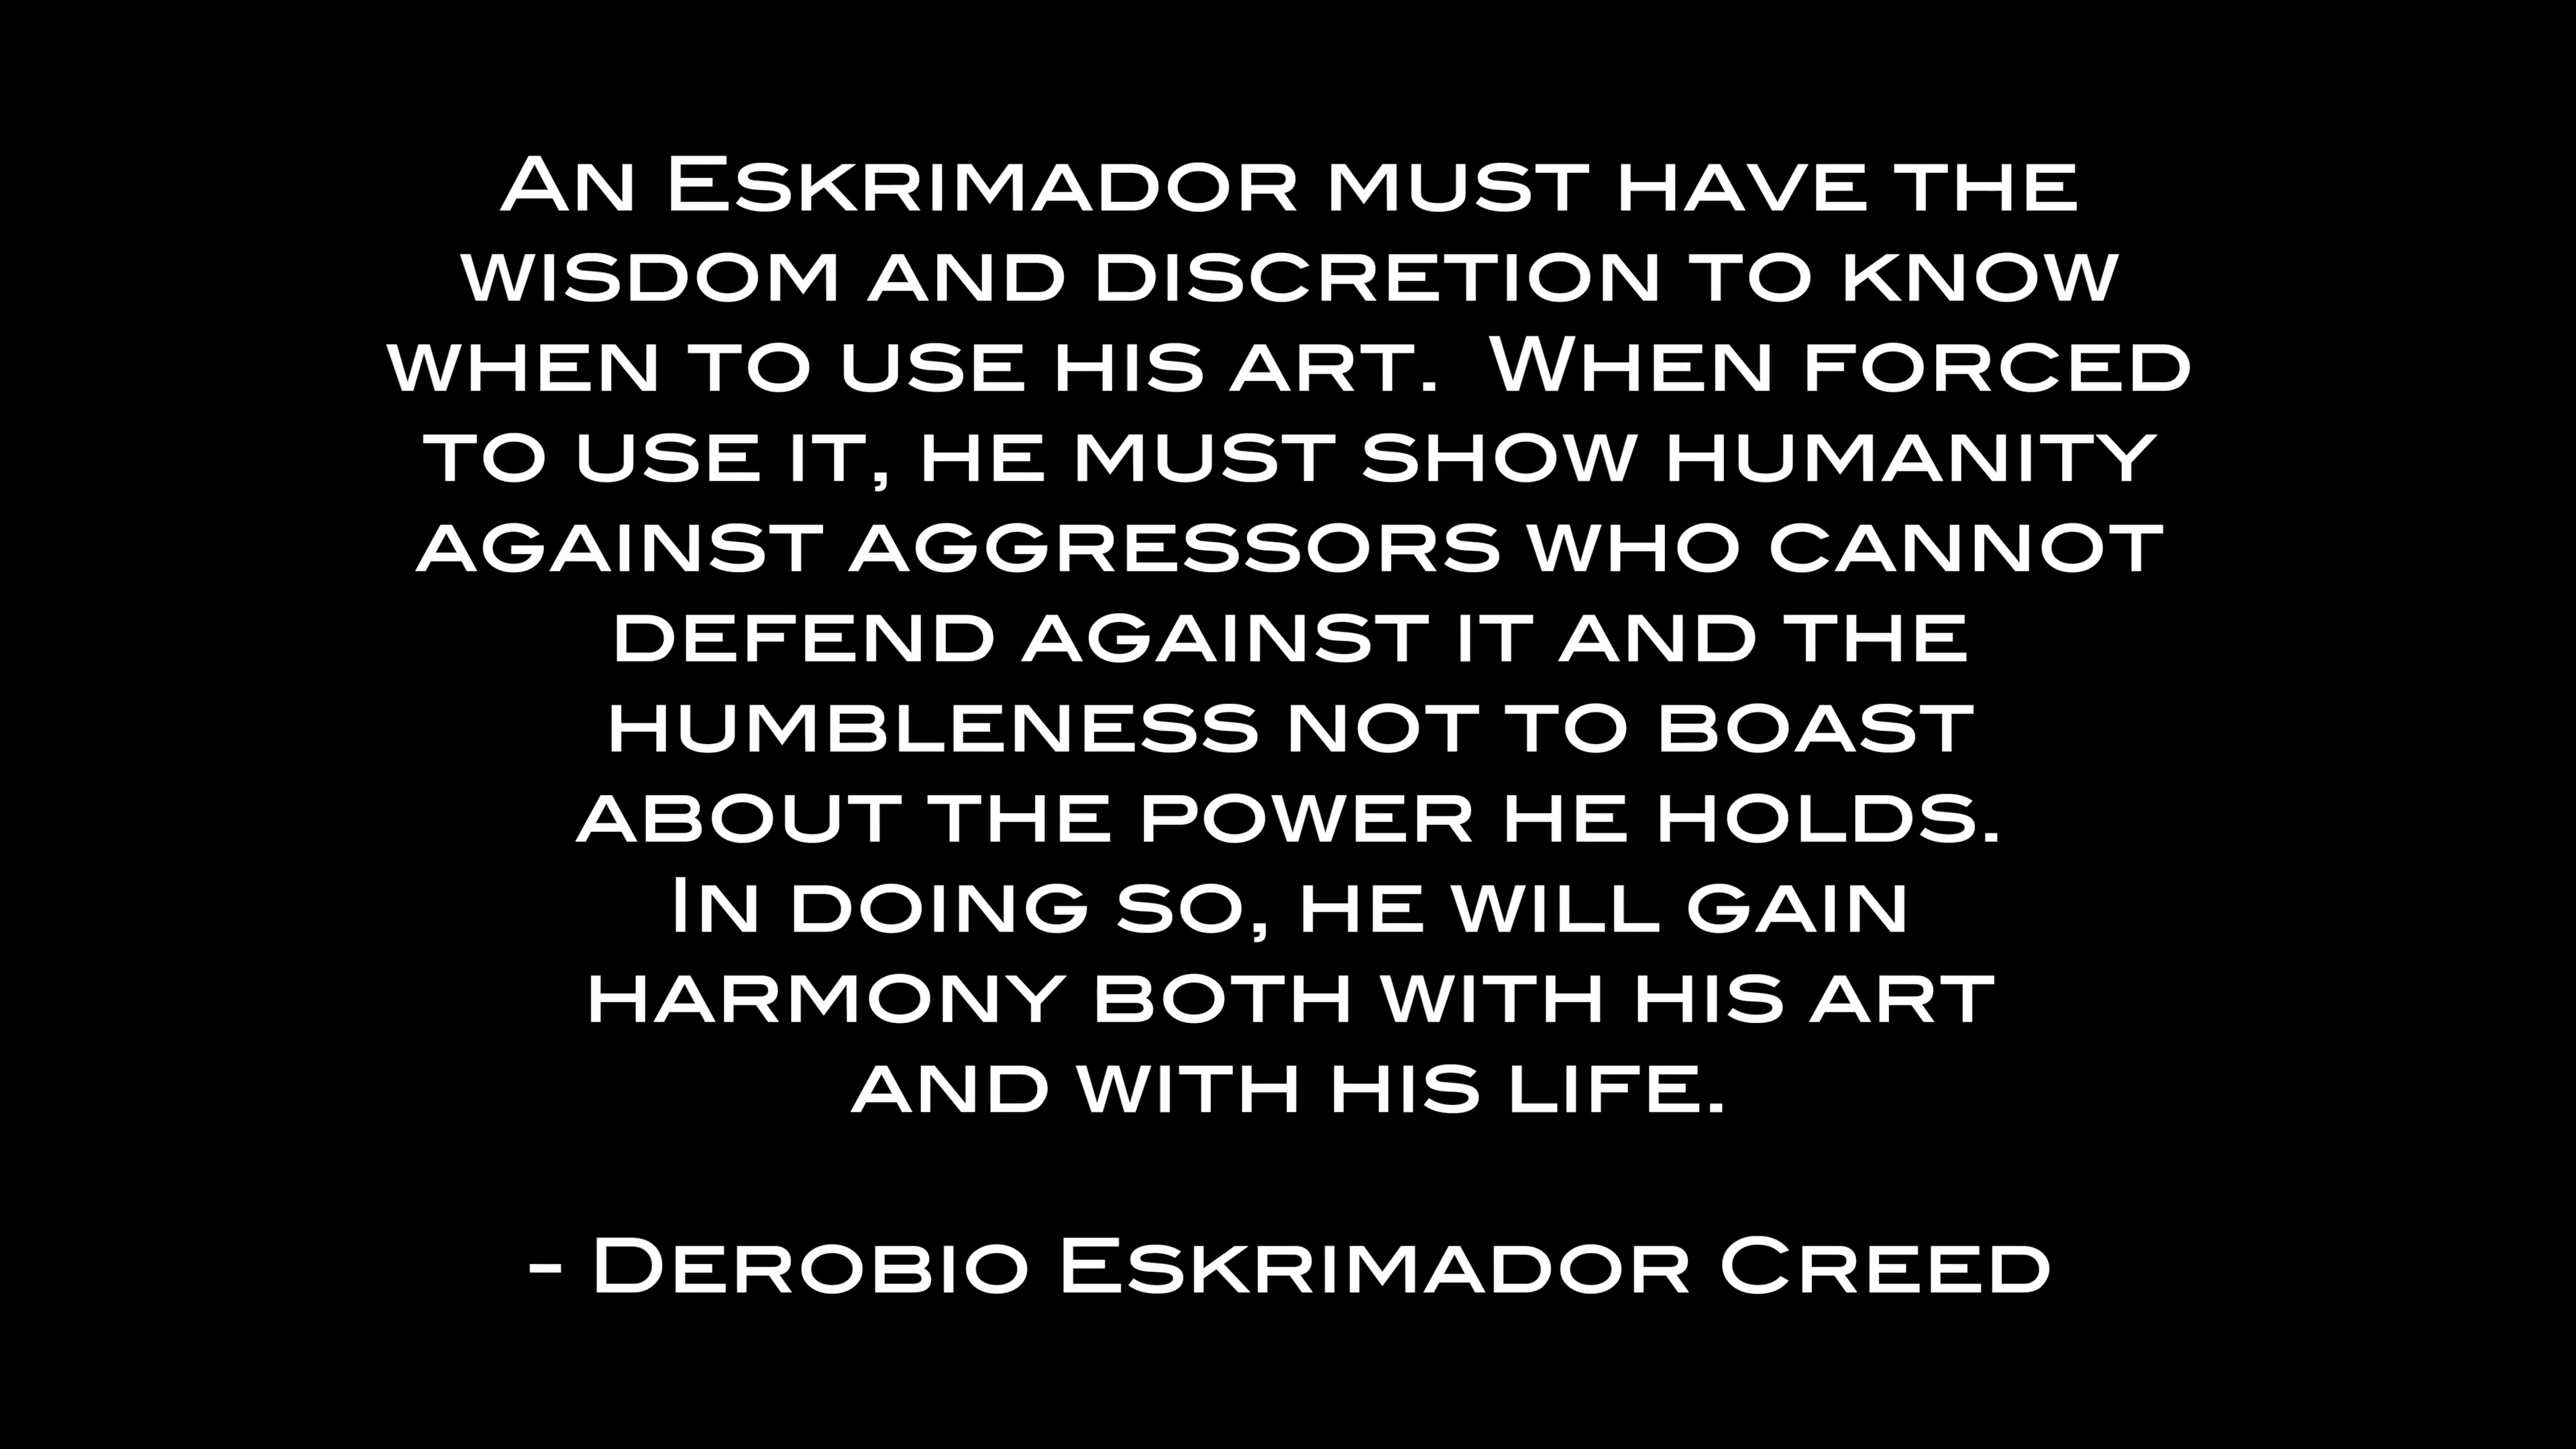 An Eskrimador must have the
wisdom and discretion to know
when to use his art.  When forced
to use it, he must show humanity
against aggressors who cannot
defend against it and the
humbleness not to boast
about the power he holds.
In doing so, he will gain
harmony both with his art
and with his life.
- Derobio Eskrimador Creed